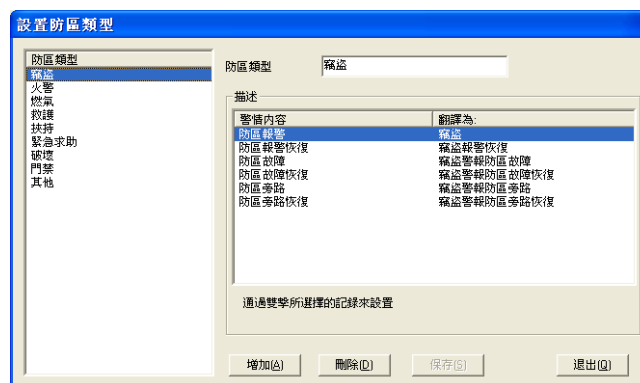 設置防區類型
防區類型
竊盜
火警
燃氣
救護
挾持
緊急求助
破壞
門禁
其他
防區類型 竊盜
描述
警情內容 翻譯為:
防區報警 竊盜
防區報警恢復 竊盜報警恢復
防區故障 竊盜警報防區故障
防區故障恢復 竊盜警報防區故障恢復
防區旁路 竊盜警報防區旁路
防區旁路恢復 竊盜警報防區旁路恢復
通過雙擊所選擇的記錄來設置
增加(A) 刪除(D) 保存(S) 退出(Q)